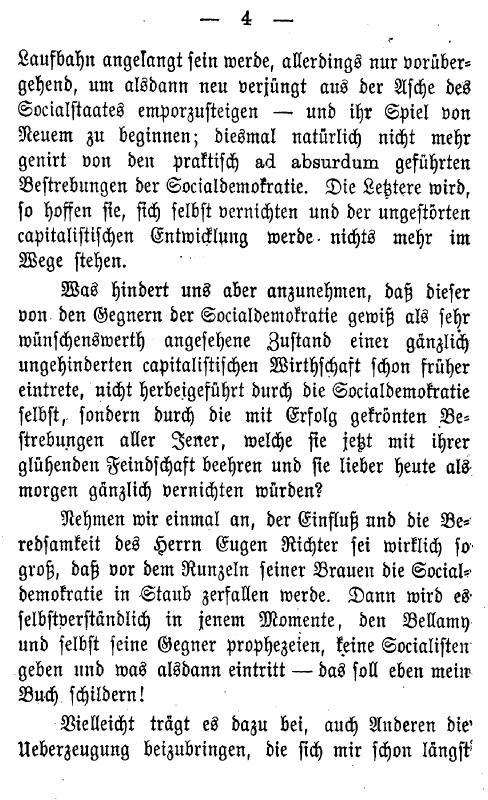 — 4 —
Laufbahn angelangt sein werde, allerdings nur vorüber-
gehend, um alsdann neu verjüngt aus der Asche des
Socialstaates emporzusteigen — und ihr Spiel von
Neuem zu beginnen; diesmal natürlich nicht mehr
genirt von den praktisch ad absurdum geführten
Bestrebungen der Socialdemokratie. Die Letztere wird,
so hoffen sie, sich selbst vernichten und der ungestörten
capitalistischen Entwicklung werde nichts mehr im
Wege stehen.
Was hindert uns aber anzunehmen, daß dieser
von den Gegnern der Socialdemokratie gewiß als sehr
wünschenswerth angesehene Zustand einer gänzlich
ungehinderten capitalistischen Wirthschaft schon früher
eintrete, nicht herbeigeführt durch die Socialdemokratie
selbst, sondern durch die mit Erfolg gekrönten Be-
strebungen aller Jener, welche sie jetzt mit ihrer
glühenden Feindschaft beehren und sie lieber heute als
morgen gänzlich vernichten würden?
Nehmen wir einmal an, der Einfluß und die Be-
redsamkeit des Herrn Eugen Richter sei wirklich so
groß, daß vor dem Runzeln seiner Brauen die Social-
demokratie in Staub zerfallen werde. Dann wird es
selbstverständlich in jenem Momente, den Bellamy
und selbst seine Gegner prophezeien, keine Socialisten
geben und was alsdann eintritt — das soll eben mein
Buch schildern!
Vielleicht trägt es dazu bei, auch Anderen die
Ueberzeugung beizubringen, die sich mir schon längst